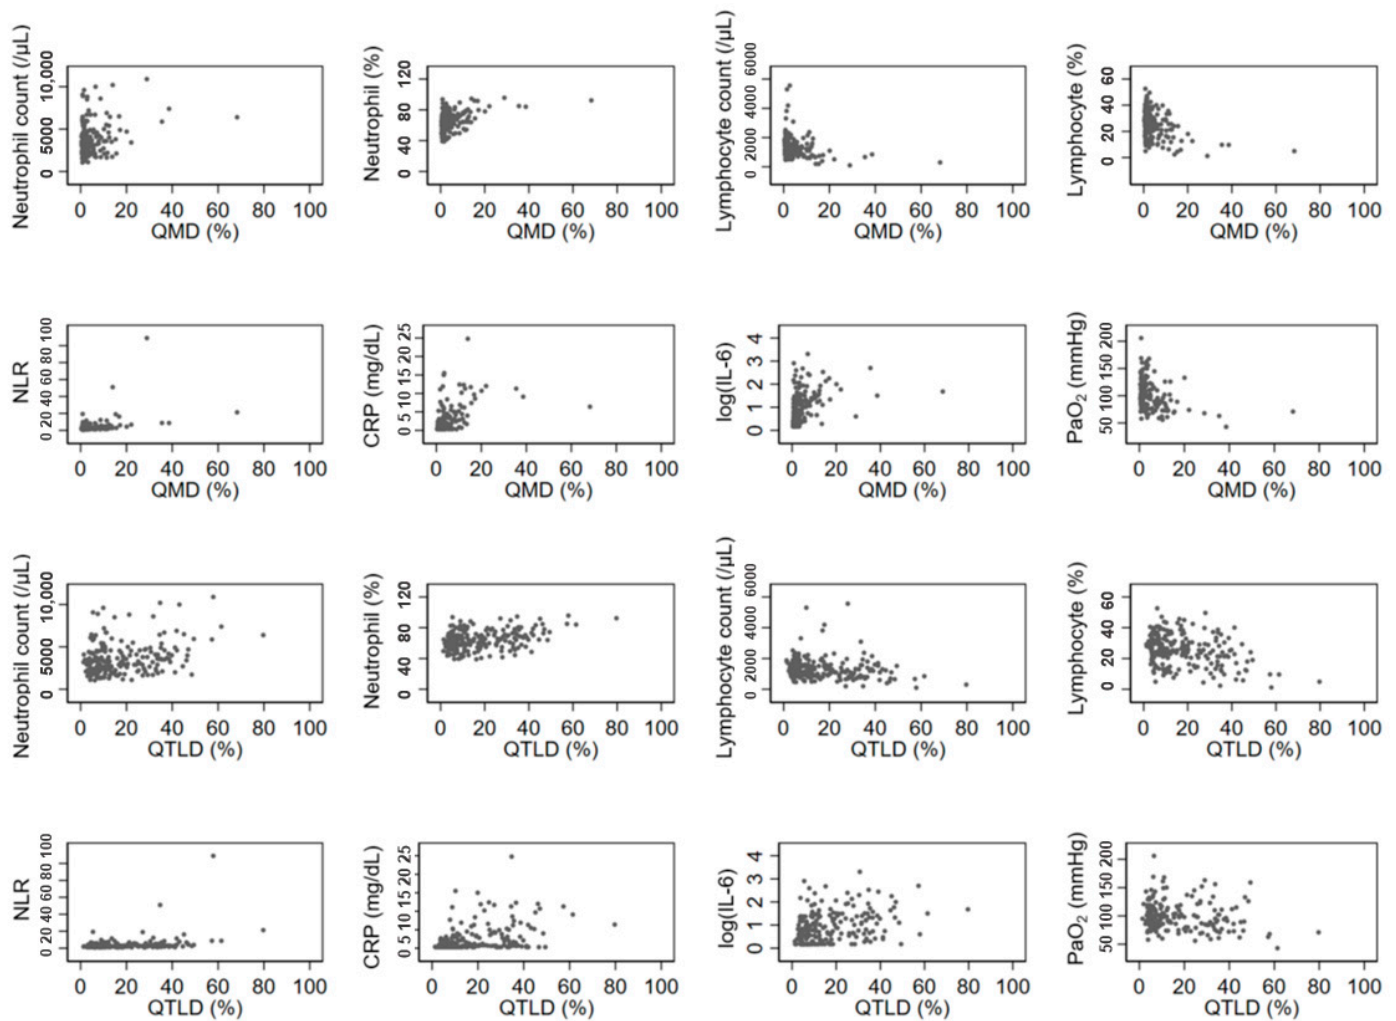 Neutrophil count (/µL)
0 5000 10,000
0 20 40 60 80 100
QMD (%)
Neutrophil (%)
0 40 80 120
0 20 40 60 80 100
QMD (%)
Lymphocyte count (/µL)
0 2000 4000 6000
0 20 40 60 80 100
QMD (%)
Lymphocyte (%)
0 20 40 60
0 20 40 60 80 100
QMD (%)
NLR
0 20 40 60 80 100
0 20 40 60 80 100
QMD (%)
CRP (mg/dL)
0 5 10 15 20 25
0 20 40 60 80 100
QMD (%)
log(IL-6)
0 1 2 3 4
0 20 40 60 80 100
QMD (%)
PaO₂ (mmHg)
50 100 150 200
0 20 40 60 80 100
QMD (%)
Neutrophil count (/µL)
0 5000 10,000
0 20 40 60 80 100
QTLD (%)
Neutrophil (%)
0 40 80 120
0 20 40 60 80 100
QTLD (%)
Lymphocyte count (/µL)
0 2000 4000 6000
0 20 40 60 80 100
QTLD (%)
Lymphocyte (%)
0 20 40 60
0 20 40 60 80 100
QTLD (%)
NLR
0 20 40 60 80 100
0 20 40 60 80 100
QTLD (%)
CRP (mg/dL)
0 5 10 15 20 25
0 20 40 60 80 100
QTLD (%)
log(IL-6)
0 1 2 3 4
0 20 40 60 80 100
QTLD (%)
PaO₂ (mmHg)
50 100 150 200
0 20 40 60 80 100
QTLD (%)